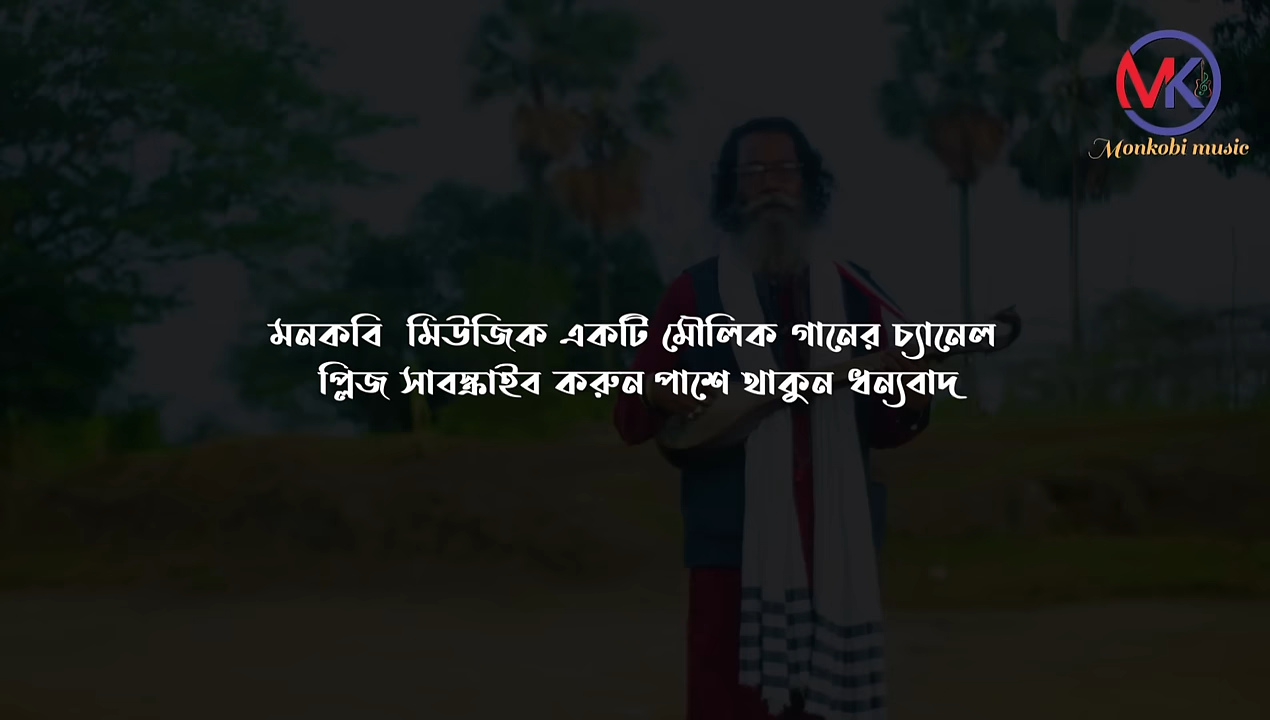 MK
Monkobi music
মনকবি মিউজিক একটি মৌলিক গানের চ্যানেল
প্লিজ সাবস্ক্রাইব করুন পাশে থাকুন ধন্যবাদ